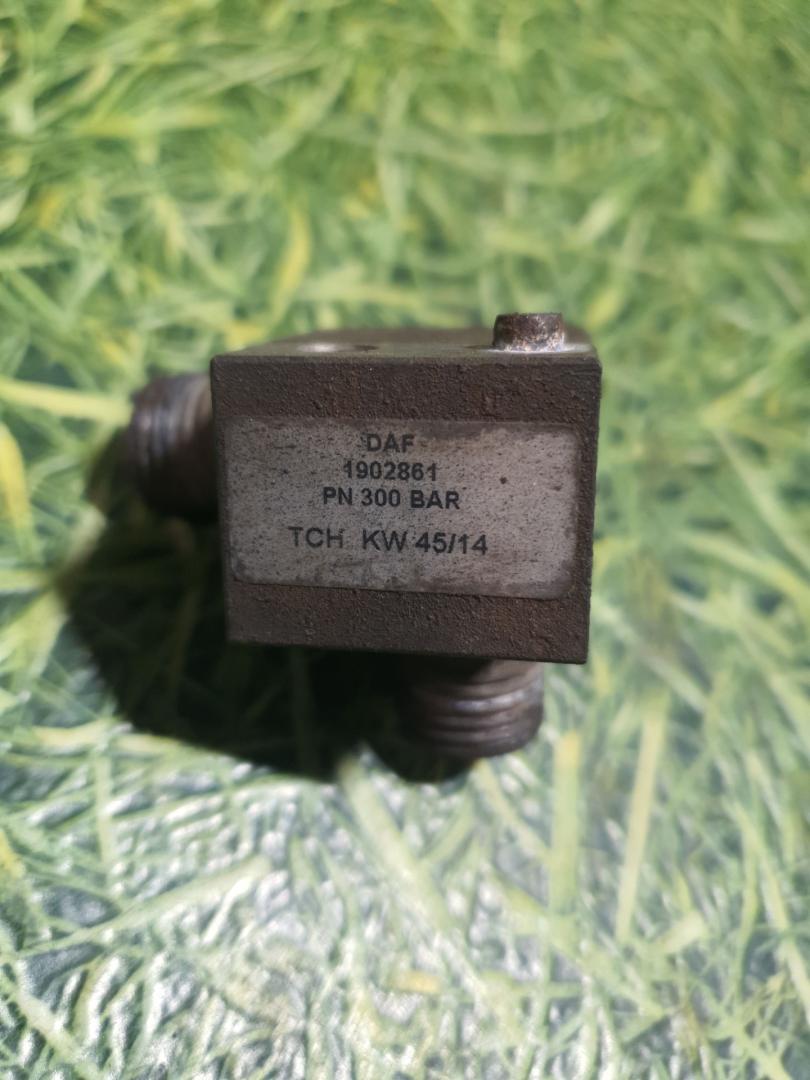 DAF
1902861
PN 300 BAR
TCH KW 45/14